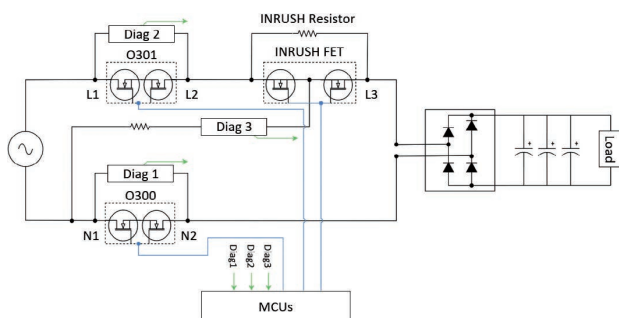 INRUSH Resistor
Diag 2
O301
INRUSH FET
L1
L2
L3
Diag 3
Load
Diag 1
O300
N1
N2
Diag1
Diag2
Diag3
MCUs